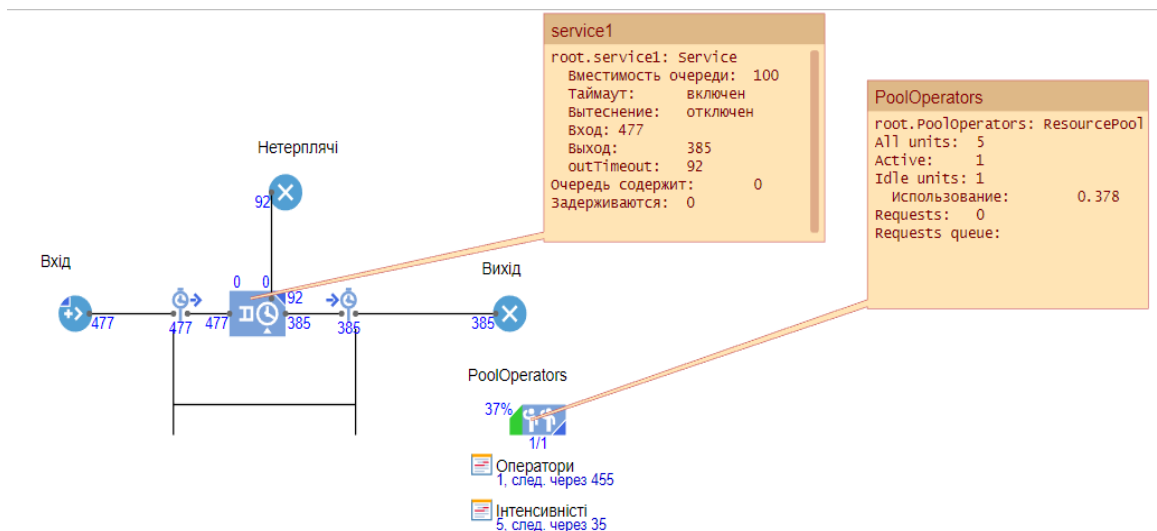 service1
root.service1: Service
Вместимость очереди: 100
Таймаут: включен
Вытеснение: отключен
Вход: 477
Выход: 385
outTimeout: 92
Очередь содержит: 0
Задерживаются: 0
PoolOperators
root.PoolOperators: ResourcePool
All units: 5
Active: 1
Idle units: 1
Использование: 0.378
Requests: 0
Requests queue:
Нетерплячі
92
Вхід
Вихід
0 0
92
477 477 477 385 385 385
PoolOperators
37%
1/1
Оператори
1, след. через 455
Інтенсивності
5, след. через 35